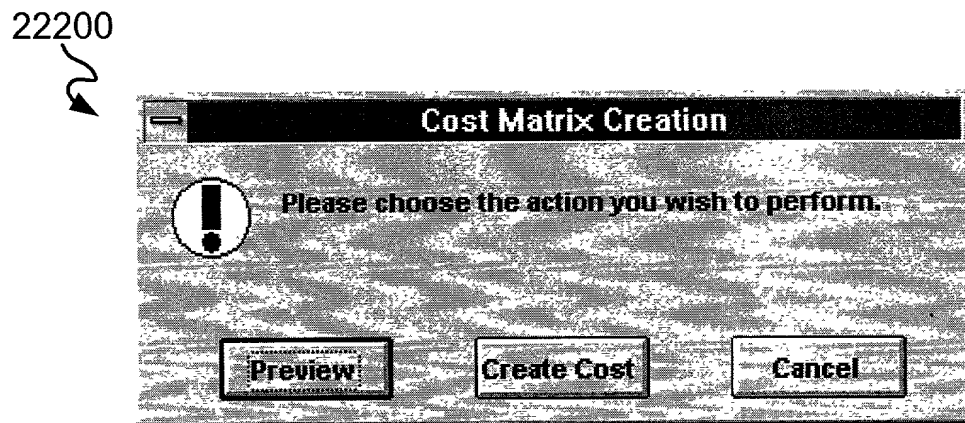 22200
Cost Matrix Creation
Please choose the action you wish to perform.
Preview Create Cost Cancel